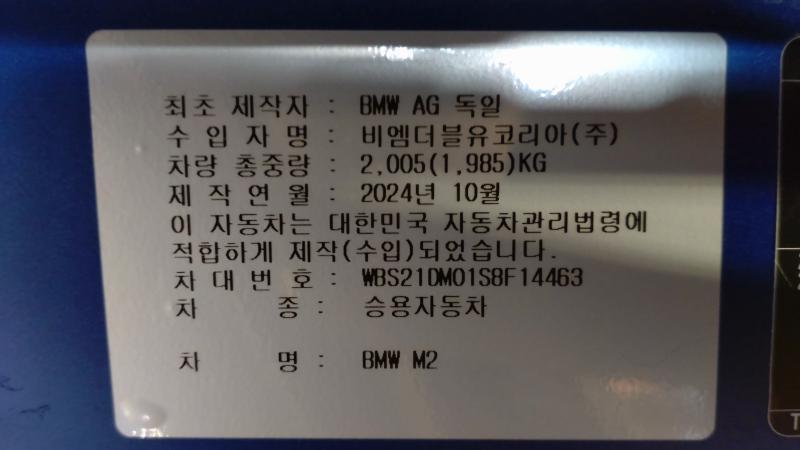 최초 제작자 : BMW AG 독일
수 입 자 명 : 비엠더블유코리아(주)
차량 총중량 : 2,005(1,985)KG
제 작 연 월 : 2024년 10월
이 자동차는 대한민국 자동차관리법령에
적합하게 제작(수입)되었습니다.
차 대 번 호 : WBS21DM01S8F14463
차 종 : 승용자동차
차 명 : BMW M2